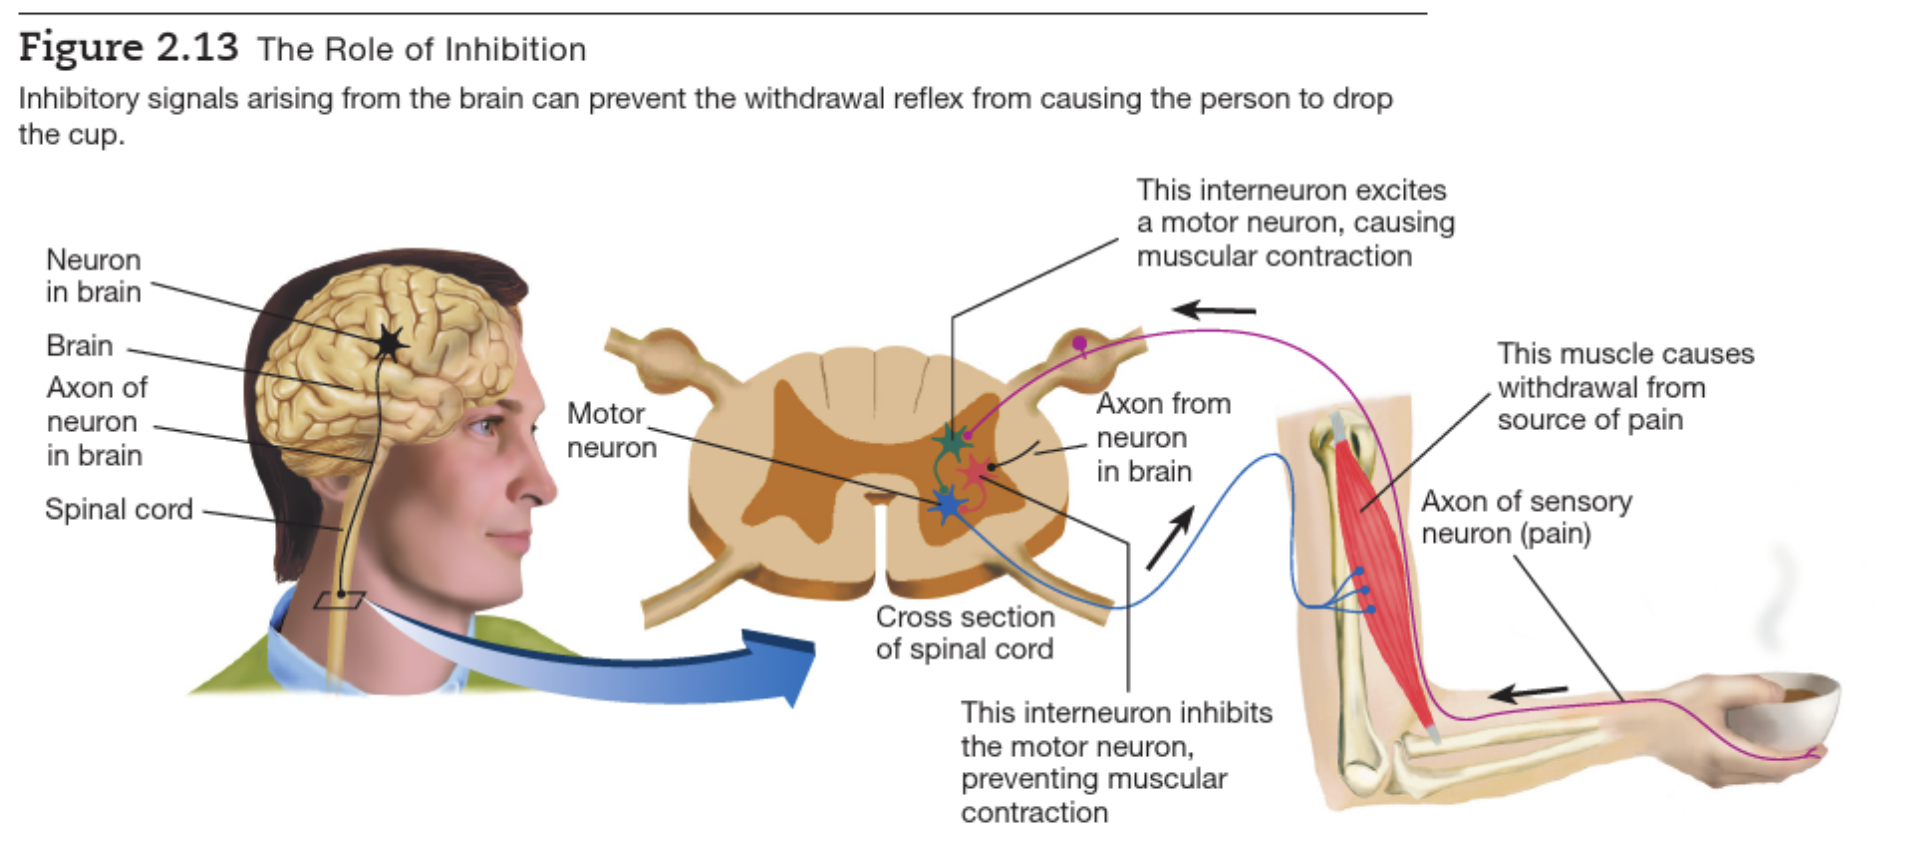 Figure 2.13 The Role of Inhibition
Inhibitory signals arising from the brain can prevent the withdrawal reflex from causing the person to drop
the cup.
This interneuron excites
a motor neuron, causing
muscular contraction
Neuron
in brain
Brain
Axon of
neuron
in brain
Spinal cord
Motor
neuron
Axon from
neuron
in brain
This muscle causes
withdrawal from
source of pain
Axon of sensory
neuron (pain)
Cross section
of spinal cord
This interneuron inhibits
the motor neuron,
preventing muscular
contraction